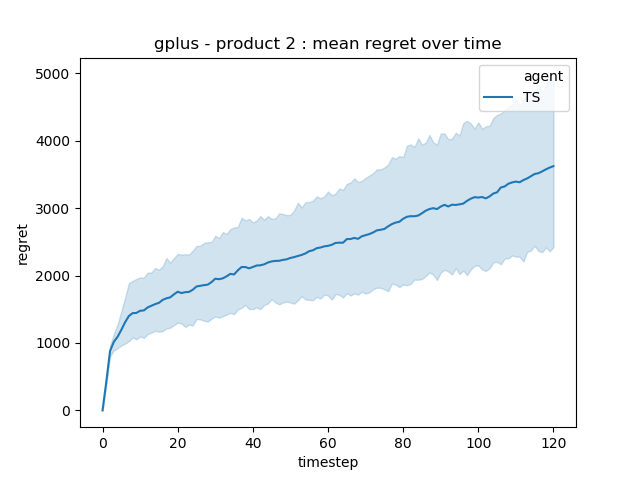 gplus - product 2 : mean regret over time
agent
TS
5000
4000
3000
2000
1000
0
regret
0 20 40 60 80 100 120
timestep